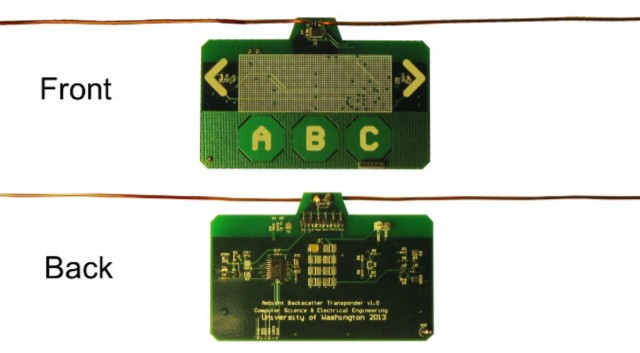 Front
A B C
Back
Ambient Backscatter Transponder v1.0
Computer Science & Electrical Engineering
University of Washington 2013